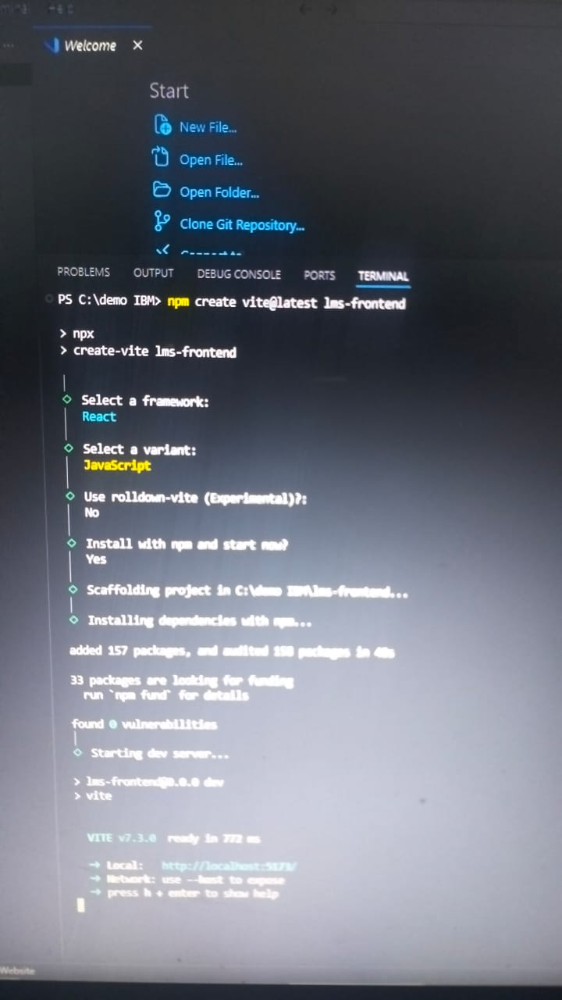 Welcome
Start
New File...
Open File...
Open Folder...
Clone Git Repository...
PROBLEMS OUTPUT DEBUG CONSOLE PORTS TERMINAL
PS C:\demo IBM> npm create vite@latest lms-frontend
> npx
> create-vite lms-frontend
Select a framework:
React
Select a variant:
JavaScript
Use rolldown-vite (Experimental)?:
No
Install with npm and start now?
Yes
Scaffolding project in C:\demo IBM\lms-frontend...
Installing dependencies with npm...
added 157 packages, and audited 158 packages in
33 packages are looking for funding
run `npm fund` for details
found 0 vulnerabilities
Starting dev server...
> lms-frontend@0.0.0 dev
> vite
VITE v7.3.0 ready in 772 ms
➜ Local: http://localhost:5173/
➜ Network: use --host to expose
➜ press h + enter to show help
Website